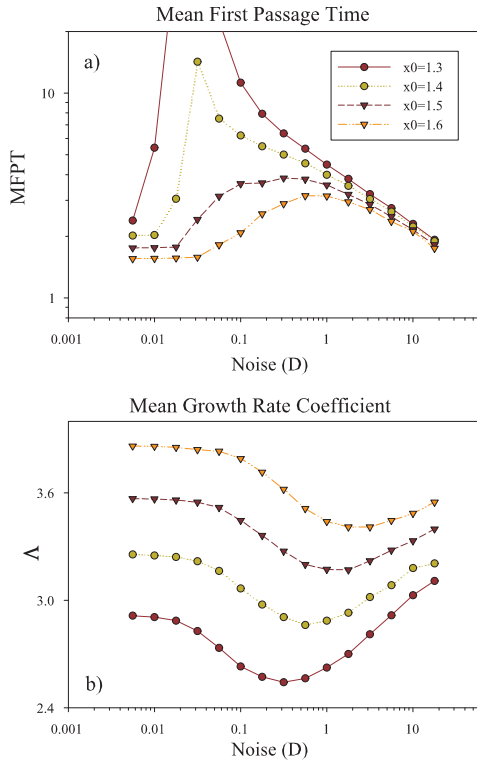 Mean First Passage Time
a)
x0=1.3
x0=1.4
x0=1.5
x0=1.6
10
1
MFPT
0.001 0.01 0.1 1 10
Noise (D)
Mean Growth Rate Coefficient
3.6
3.0
2.4
Λ
b)
0.001 0.01 0.1 1 10
Noise (D)